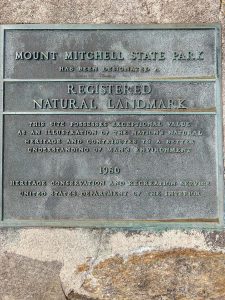 MOUNT MITCHELL STATE PARK
HAS BEEN DESIGNATED A
REGISTERED
NATURAL LANDMARK
THIS SITE POSSESSES EXCEPTIONAL VALUE
AS AN ILLUSTRATION OF THE NATION'S NATURAL
HERITAGE AND CONTRIBUTES TO A BETTER
UNDERSTANDING OF MAN'S ENVIRONMENT
1980
HERITAGE CONSERVATION AND RECREATION SERVICE
UNITED STATES DEPARTMENT OF THE INTERIOR